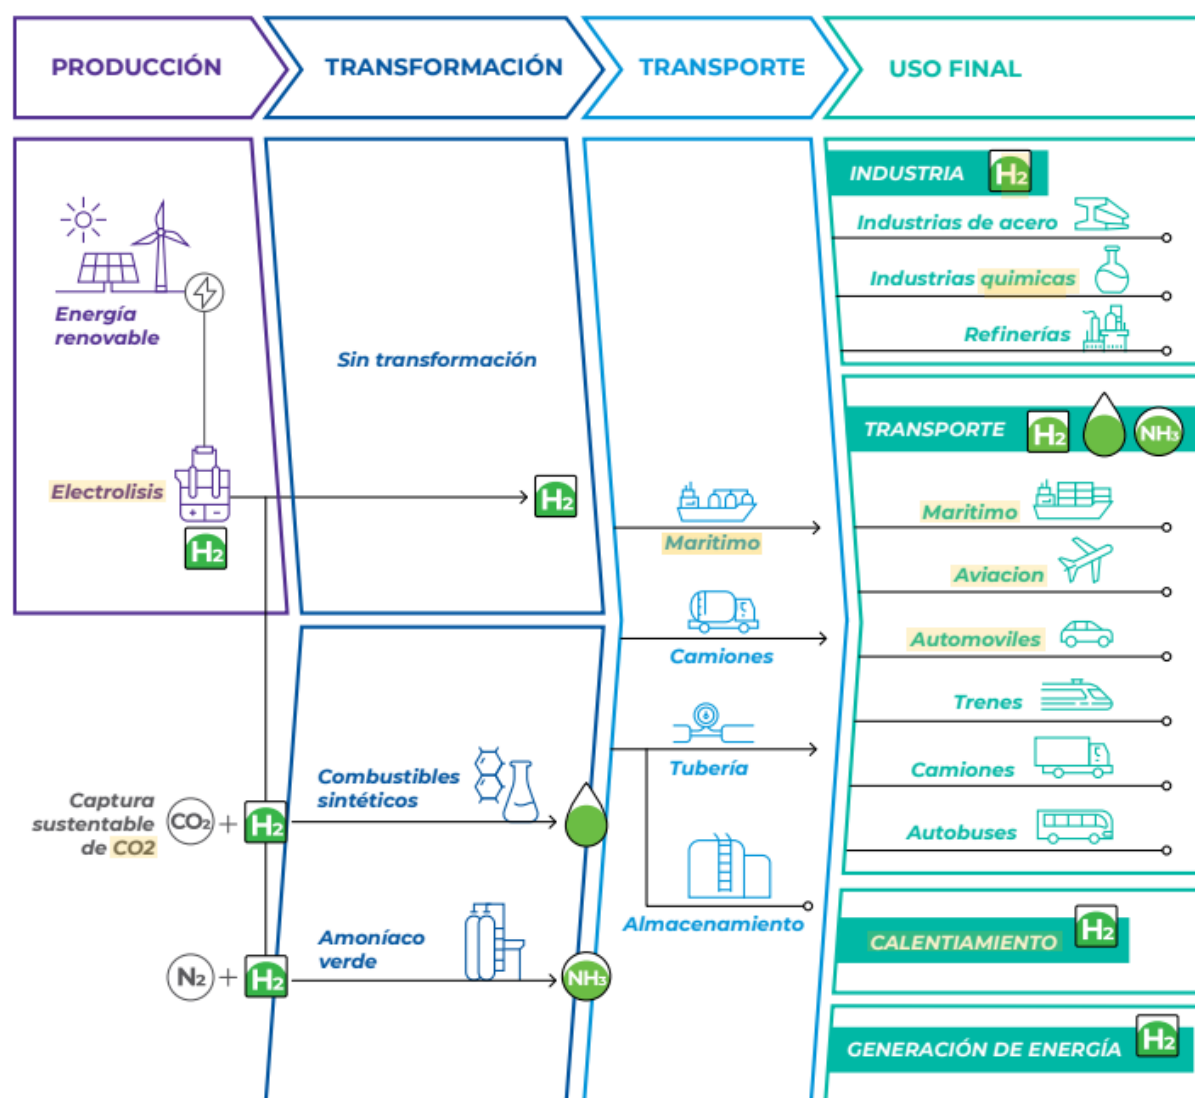 PRODUCCIÓN
TRANSFORMACIÓN
TRANSPORTE
USO FINAL
Energía
renovable
Electrolisis
H2
Sin transformación
H2
Captura
sustentable
de CO2
CO2 + H2
Combustibles
sintéticos
N2 + H2
Amoníaco
verde
NH3
Maritimo
Camiones
Tubería
Almacenamiento
INDUSTRIA H2
Industrias de acero
Industrias quimicas
Refinerías
TRANSPORTE H2 NH3
Maritimo
Aviacion
Automoviles
Trenes
Camiones
Autobuses
CALENTIAMIENTO H2
GENERACIÓN DE ENERGÍA H2